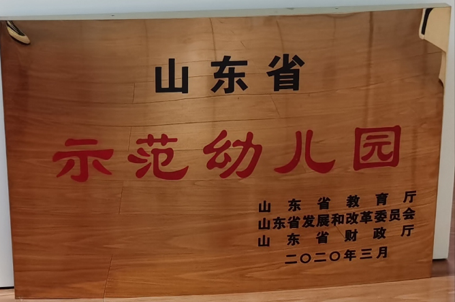 山东省
示范幼儿园
山东省教育厅
山东省发展和改革委员会
山东省财政厅
二〇二〇年三月